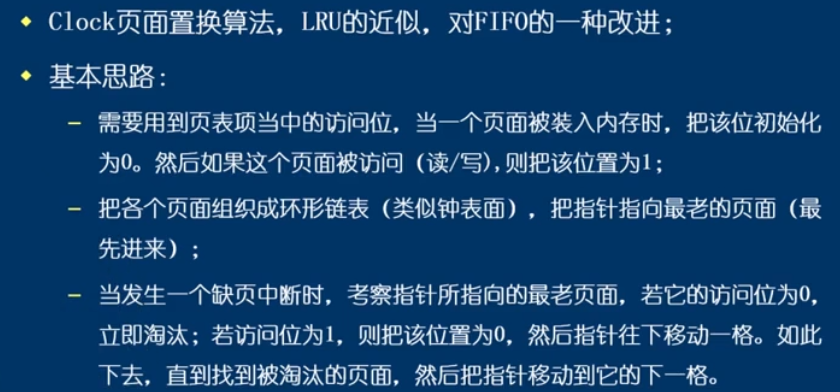 Clock页面置换算法，LRU的近似，对FIFO的一种改进；
基本思路：
– 需要用到页表项当中的访问位，当一个页面被装入内存时，把该位初始化
为0。然后如果这个页面被访问（读/写),则把该位置为1；
– 把各个页面组织成环形链表（类似钟表面），把指针指向最老的页面（最
先进来）；
– 当发生一个缺页中断时，考察指针所指向的最老页面，若它的访问位为0，
立即淘汰；若访问位为1，则把该位置为0，然后指针往下移动一格。如此
下去，直到找到被淘汰的页面，然后把指针移动到它的下一格。